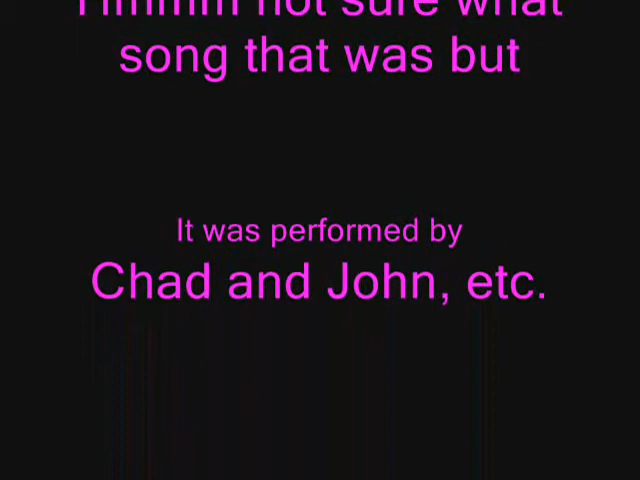 not sure what
song that was but
It was performed by
Chad and John, etc.